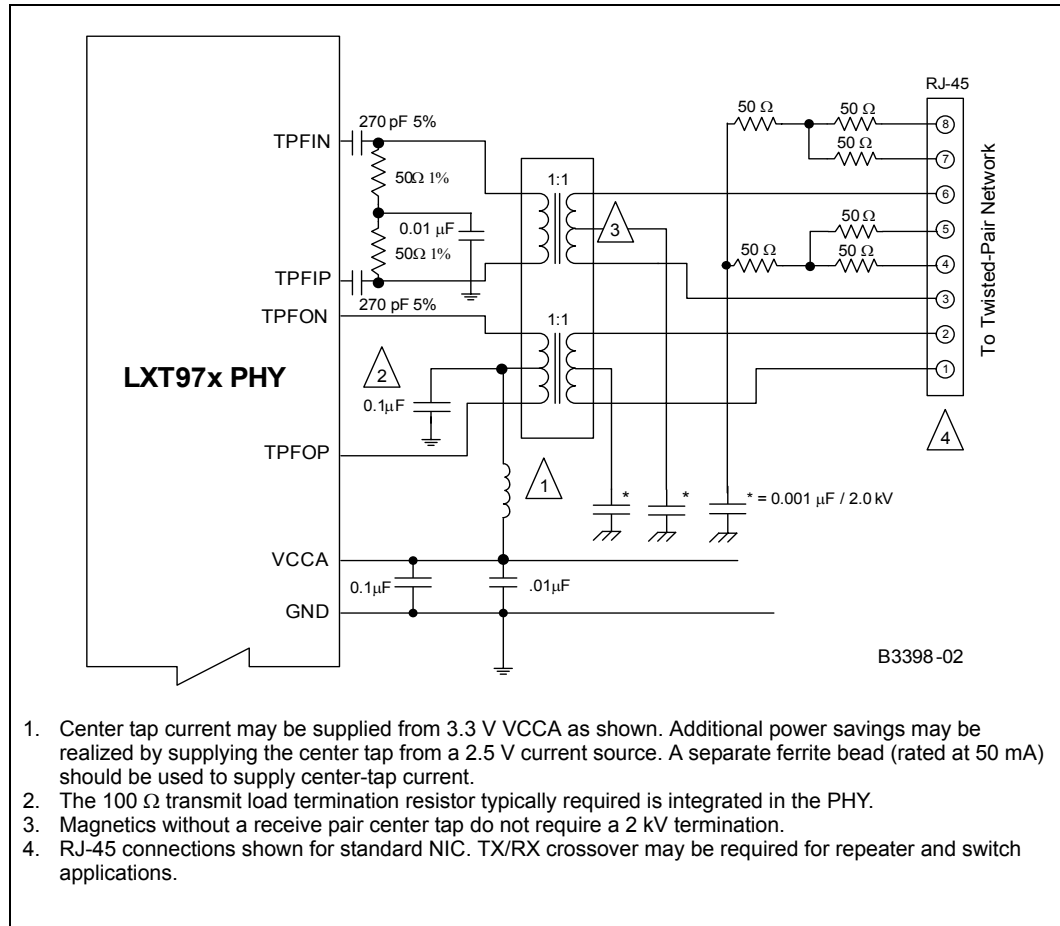 RJ-45
50 Ω
50 Ω
8
270 pF 5%
TPFIN
50 Ω
7
50Ω 1%
1:1
6
3
50 Ω
5
0.01 µF
50 Ω
50 Ω
4
50Ω 1%
TPFIP
3
270 pF 5%
TPFON
1:1
2
To Twisted-Pair Network
LXT97x PHY
2
1
0.1µF
4
TPFOP
1
*
*
* = 0.001 µF / 2.0 kV
VCCA
0.1µF
.01µF
GND
B3398-02
1. Center tap current may be supplied from 3.3 V VCCA as shown. Additional power savings may be
realized by supplying the center tap from a 2.5 V current source. A separate ferrite bead (rated at 50 mA)
should be used to supply center-tap current.
2. The 100 Ω transmit load termination resistor typically required is integrated in the PHY.
3. Magnetics without a receive pair center tap do not require a 2 kV termination.
4. RJ-45 connections shown for standard NIC. TX/RX crossover may be required for repeater and switch
applications.